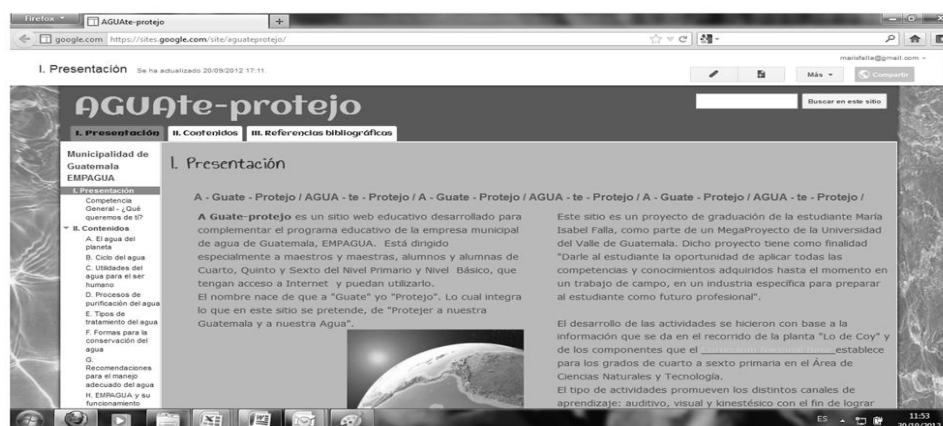 Firefox
AGUAte-protejo
+
google.com https://sites.google.com/site/aguateprotejo/
marisfalla@gmail.com
I. Presentación Se ha actualizado 20/09/2012 17:11.
Más
Compartir
AGUAte-protejo
Buscar en este sitio
I. Presentación II. Contenidos III. Referencias bibliográficas
Municipalidad de
Guatemala
EMPAGUA
I. Presentación
Competencia
General - ¿Qué
queremos de ti?
II. Contenidos
A. El agua del
planeta
B. Ciclo del agua
C. Utilidades del
agua para el ser
humano
D. Procesos de
purificación del agua
E. Tipos de
tratamiento del agua
F. Formas para la
conservación del
agua
G.
Recomendaciones
para el manejo
adecuado del agua
H. EMPAGUA y su
funcionamiento
I. Presentación
A - Guate - Protejo / AGUA - te - Protejo / A - Guate - Protejo / AGUA - te - Protejo / A - Guate - Protejo / AGUA - te - Protejo /
A Guate-protejo es un sitio web educativo desarrollado para
complementar el programa educativo de la empresa municipal
de agua de Guatemala, EMPAGUA. Está dirigido
especialmente a maestros y maestras, alumnos y alumnas de
Cuarto, Quinto y Sexto del Nivel Primario y Nivel Básico, que
tengan acceso a Internet y puedan utilizarlo.
El nombre nace de que a "Guate" yo "Protejo". Lo cual integra
lo que en este sitio se pretende, de "Protejer a nuestra
Guatemala y a nuestra Agua".
Este sitio es un proyecto de graduación de la estudiante María
Isabel Falla, como parte de un MegaProyecto de la Universidad
del Valle de Guatemala. Dicho proyecto tiene como finalidad
"Darle al estudiante la oportunidad de aplicar todas las
competencias y conocimientos adquiridos hasta el momento en
un trabajo de campo, en un industria específica para preparar
al estudiante como futuro profesional".
El desarrollo de las actividades se hicieron con base a la
información que se da en el recorrido de la planta "Lo de Coy" y
de los componentes que el establece
para los grados de cuarto a sexto primaria en el Área de
Ciencias Naturales y Tecnología.
El tipo de actividades promueven los distintos canales de
aprendizaje: auditivo, visual y kinestésico con el fin de lograr
ES
11:53
30/10/2012